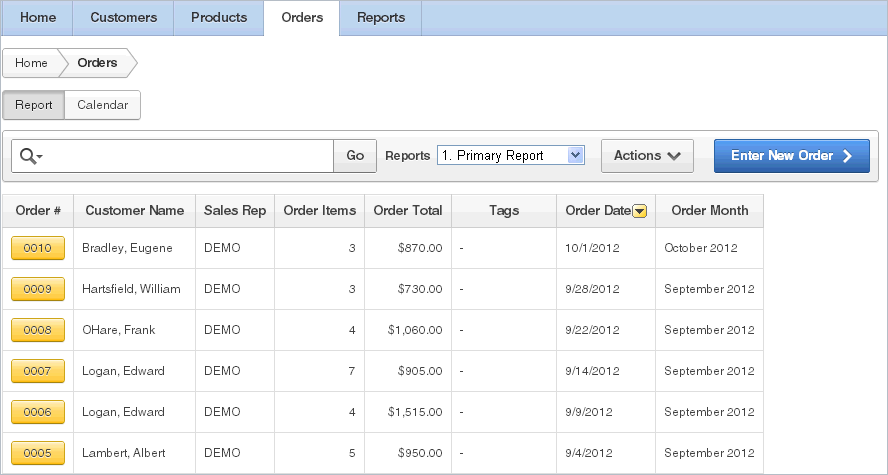 Home Customers Products Orders Reports
Home Orders
Report Calendar
Go Reports 1. Primary Report Actions Enter New Order
Order # Customer Name Sales Rep Order Items Order Total Tags Order Date Order Month
0010 Bradley, Eugene DEMO 3 $870.00 - 10/1/2012 October 2012
0009 Hartsfield, William DEMO 3 $730.00 - 9/28/2012 September 2012
0008 OHare, Frank DEMO 4 $1,060.00 - 9/22/2012 September 2012
0007 Logan, Edward DEMO 7 $905.00 - 9/14/2012 September 2012
0006 Logan, Edward DEMO 4 $1,515.00 - 9/9/2012 September 2012
0005 Lambert, Albert DEMO 5 $950.00 - 9/4/2012 September 2012